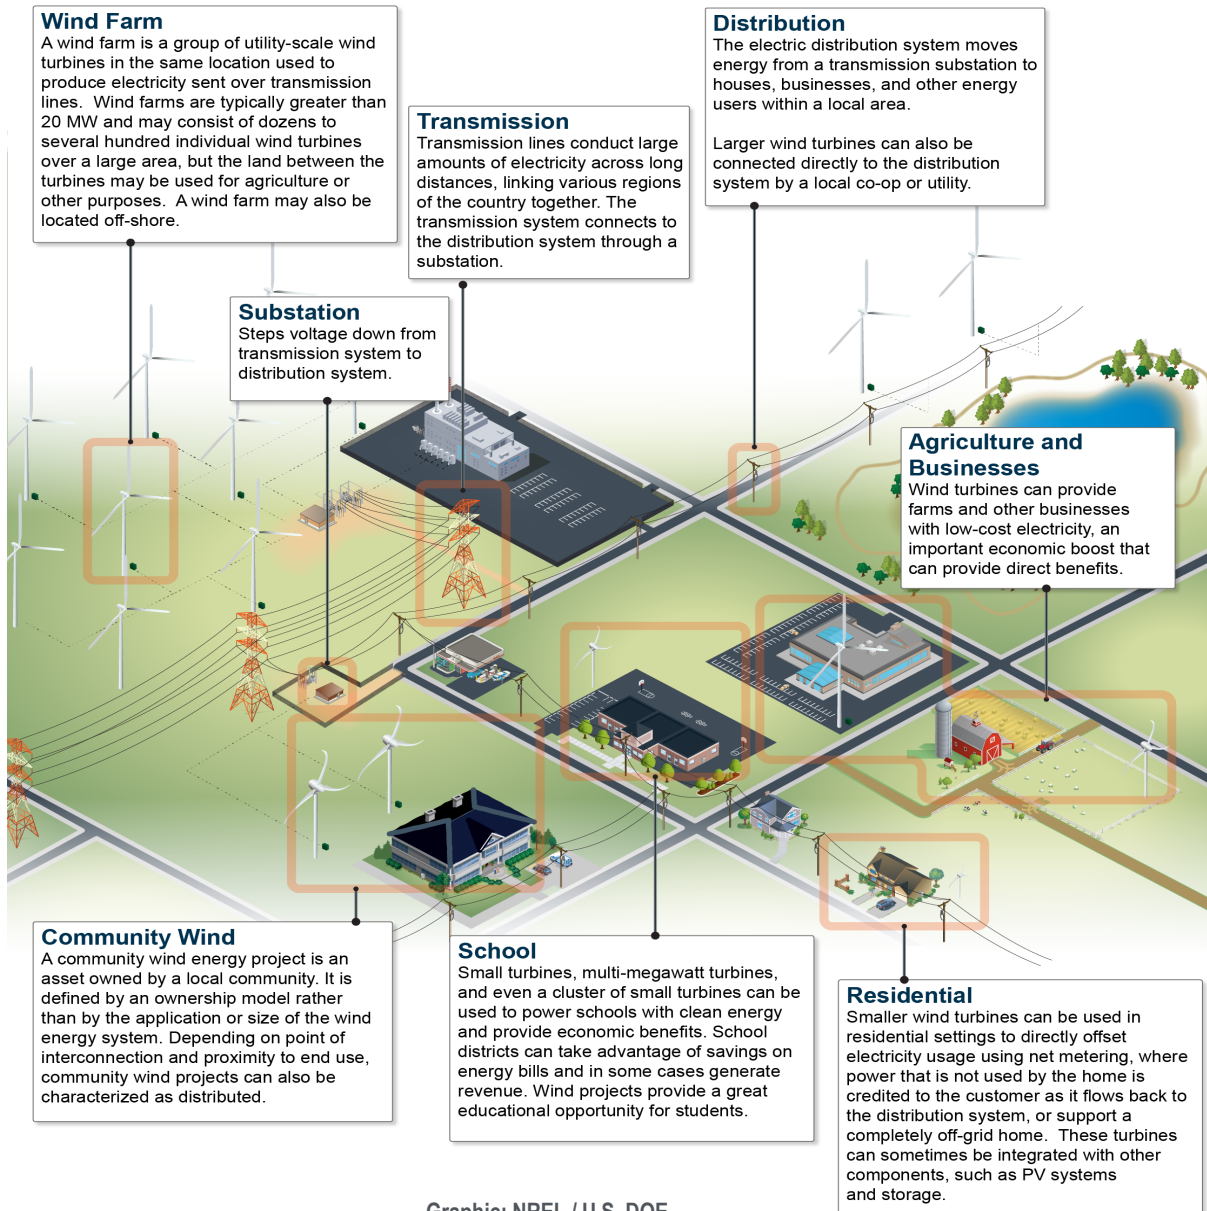 Wind Farm
A wind farm is a group of utility-scale wind
turbines in the same location used to
produce electricity sent over transmission
lines.  Wind farms are typically greater than
20 MW and may consist of dozens to
several hundred individual wind turbines
over a large area, but the land between the
turbines may be used for agriculture or
other purposes.  A wind farm may also be
located off-shore.
Transmission
Transmission lines conduct large
amounts of electricity across long
distances, linking various regions
of the country together. The
transmission system connects to
the distribution system through a
substation.
Distribution
The electric distribution system moves
energy from a transmission substation to
houses, businesses, and other energy
users within a local area.
Larger wind turbines can also be
connected directly to the distribution
system by a local co-op or utility.
Substation
Steps voltage down from
transmission system to
distribution system.
Agriculture and
Businesses
Wind turbines can provide
farms and other businesses
with low-cost electricity, an
important economic boost that
can provide direct benefits.
Community Wind
A community wind energy project is an
asset owned by a local community. It is
defined by an ownership model rather
than by the application or size of the wind
energy system. Depending on point of
interconnection and proximity to end use,
community wind projects can also be
characterized as distributed.
School
Small turbines, multi-megawatt turbines,
and even a cluster of small turbines can be
used to power schools with clean energy
and provide economic benefits. School
districts can take advantage of savings on
energy bills and in some cases generate
revenue. Wind projects provide a great
educational opportunity for students.
Residential
Smaller wind turbines can be used in
residential settings to directly offset
electricity usage using net metering, where
power that is not used by the home is
credited to the customer as it flows back to
the distribution system, or support a
completely off-grid home.  These turbines
can sometimes be integrated with other
components, such as PV systems
and storage.
Graphic: NREL / U.S. DOE